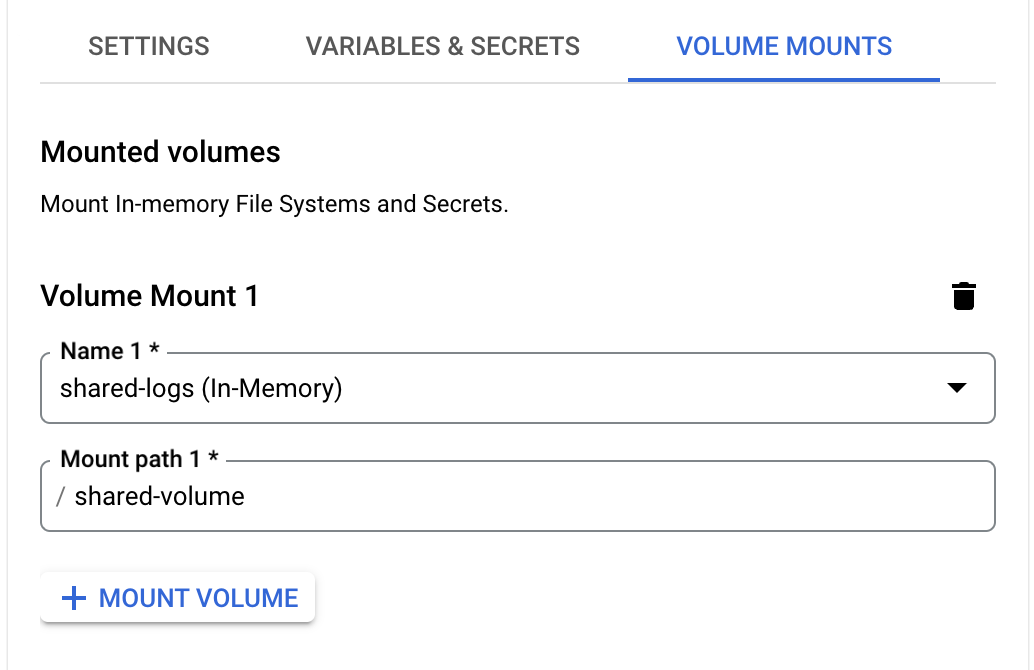 SETTINGS VARIABLES & SECRETS VOLUME MOUNTS
Mounted volumes
Mount In-memory File Systems and Secrets.
Volume Mount 1
Name 1 *
shared-logs (In-Memory)
Mount path 1 *
/ shared-volume
+ MOUNT VOLUME